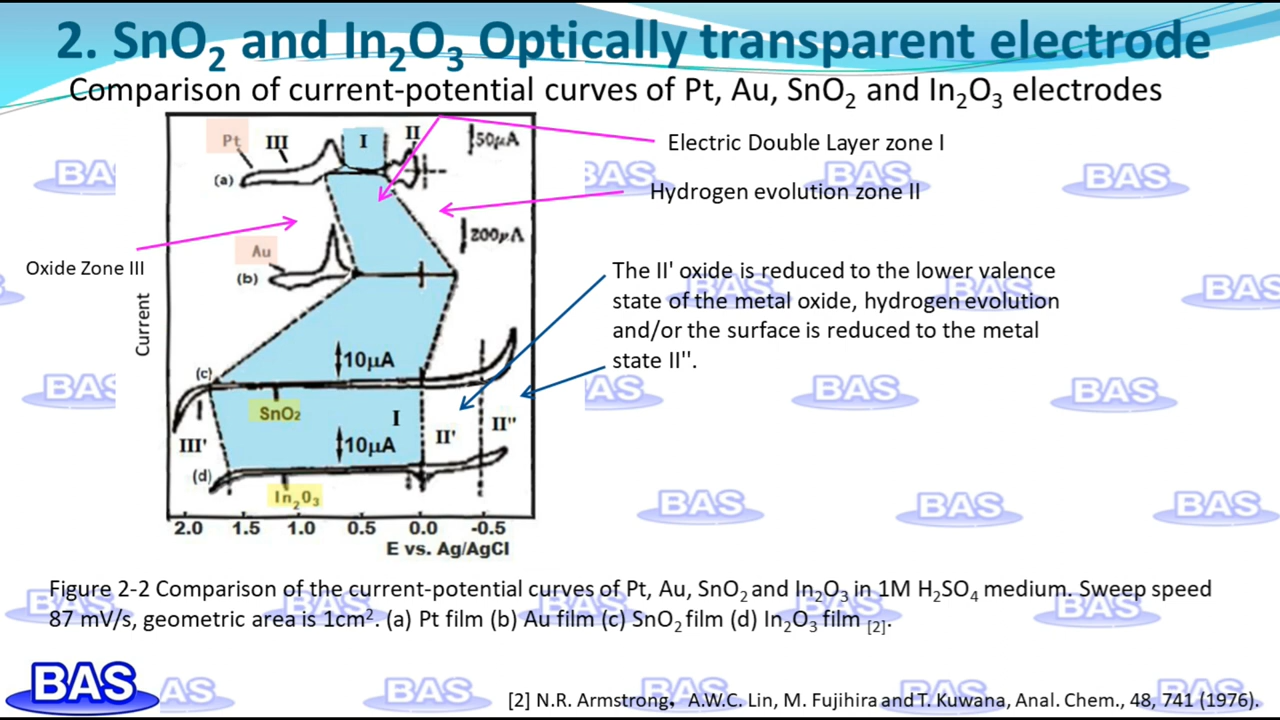 2. SnO₂ and In₂O₃ Optically transparent electrode
Comparison of current-potential curves of Pt, Au, SnO₂ and In₂O₃ electrodes
Pt III I II 50μA
(a)
Electric Double Layer zone I
Hydrogen evolution zone II
200μA
Au
(b)
Oxide Zone III
The II' oxide is reduced to the lower valence
state of the metal oxide, hydrogen evolution
and/or the surface is reduced to the metal
state II".
Current
10μA
(c)
SnO₂
I
II' II"
III'
10μA
(d)
In₂O₃
2.0 1.5 1.0 0.5 0.0 -0.5
E vs. Ag/AgCl
Figure 2-2 Comparison of the current-potential curves of Pt, Au, SnO₂ and In₂O₃ in 1M H₂SO₄ medium. Sweep speed
87 mV/s, geometric area is 1cm². (a) Pt film (b) Au film (c) SnO₂ film (d) In₂O₃ film [2].
BAS
[2] N.R. Armstrong, A.W.C. Lin, M. Fujihira and T. Kuwana, Anal. Chem., 48, 741 (1976).